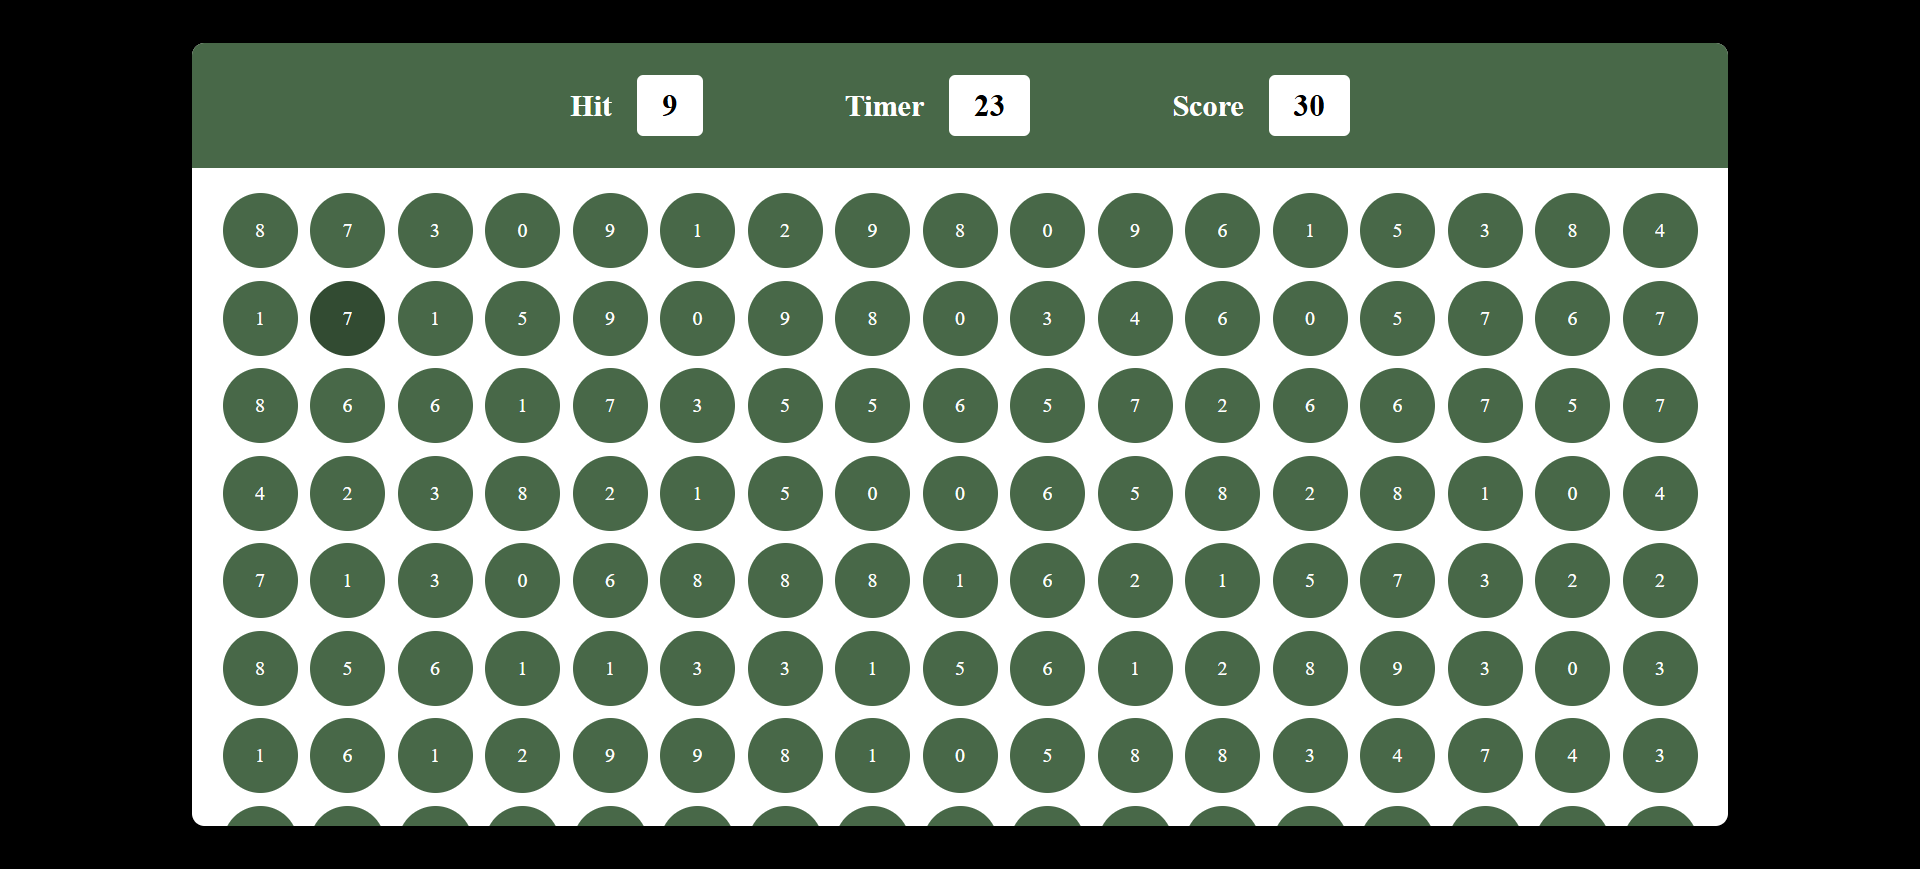 Hit 9 Timer 23 Score 30
8 7 3 0 9 1 2 9 8 0 9 6 1 5 3 8 4
1 7 1 5 9 0 9 8 0 3 4 6 0 5 7 6 7
8 6 6 1 7 3 5 5 6 5 7 2 6 6 7 5 7
4 2 3 8 2 1 5 0 0 6 5 8 2 8 1 0 4
7 1 3 0 6 8 8 8 1 6 2 1 5 7 3 2 2
8 5 6 1 1 3 3 1 5 6 1 2 8 9 3 0 3
1 6 1 2 9 9 8 1 0 5 8 8 3 4 7 4 3